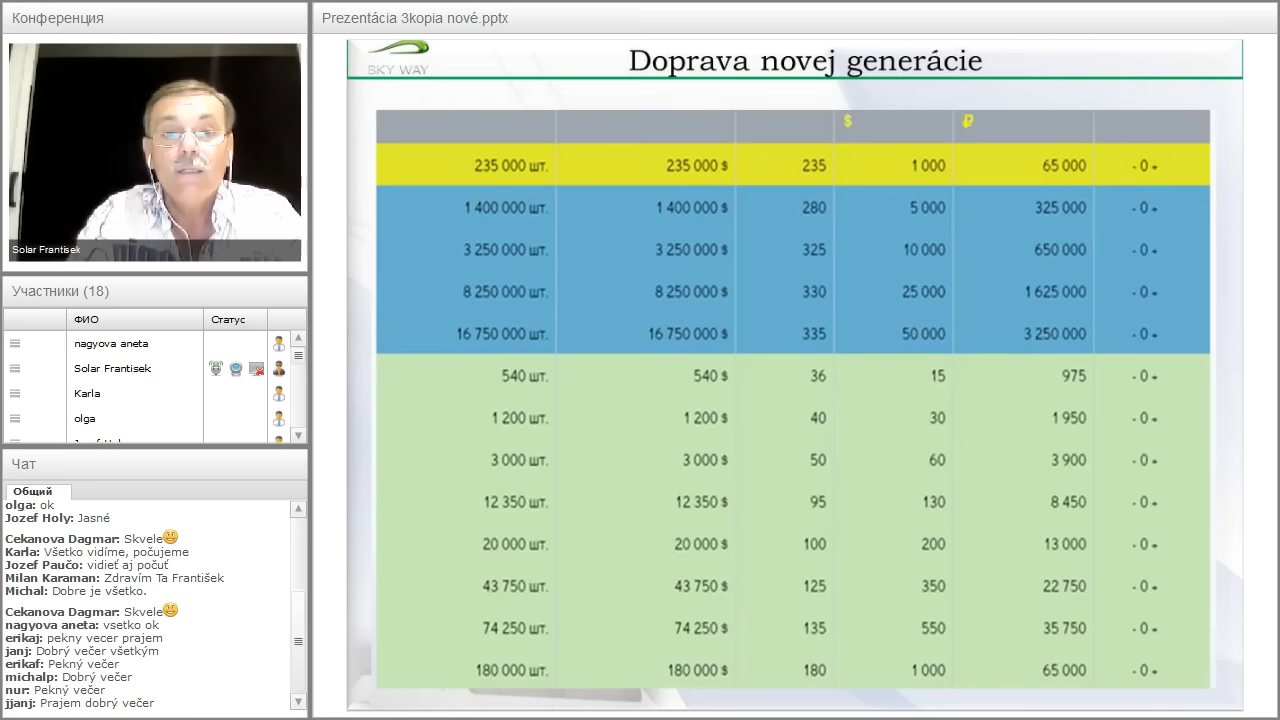 Конференция
Solar Frantisek
Участники (18)
ФИО Статус
nagyova aneta
Solar Frantisek
Karla
olga
Чат
Общий
olga: ok
Jozef Holy: Jasné
Cekanova Dagmar: Skvele
Karla: Všetko vidíme, počujeme
Jozef Paučo: vidieť aj počuť
Milan Karaman: Zdravím Ta František
Michal: Dobre je všetko.
Cekanova Dagmar: Skvele
nagyova aneta: vsetko ok
erikaj: pekny vecer prajem
janj: Dobrý večer všetkým
erikaf: Pekný večer
michalp: Dobrý večer
nur: Pekný večer
jjanj: Prajem dobrý večer
Prezentácia 3kopia nové.pptx
SKY WAY
Doprava novej generácie
$ ₽
235 000 шт. 235 000 $ 235 1 000 65 000 - 0 +
1 400 000 шт. 1 400 000 $ 280 5 000 325 000 - 0 +
3 250 000 шт. 3 250 000 $ 325 10 000 650 000 - 0 +
8 250 000 шт. 8 250 000 $ 330 25 000 1 625 000 - 0 +
16 750 000 шт. 16 750 000 $ 335 50 000 3 250 000 - 0 +
540 шт. 540 $ 36 15 975 - 0 +
1 200 шт. 1 200 $ 40 30 1 950 - 0 +
3 000 шт. 3 000 $ 50 60 3 900 - 0 +
12 350 шт. 12 350 $ 95 130 8 450 - 0 +
20 000 шт. 20 000 $ 100 200 13 000 - 0 +
43 750 шт. 43 750 $ 125 350 22 750 - 0 +
74 250 шт. 74 250 $ 135 550 35 750 - 0 +
180 000 шт. 180 000 $ 180 1 000 65 000 - 0 +